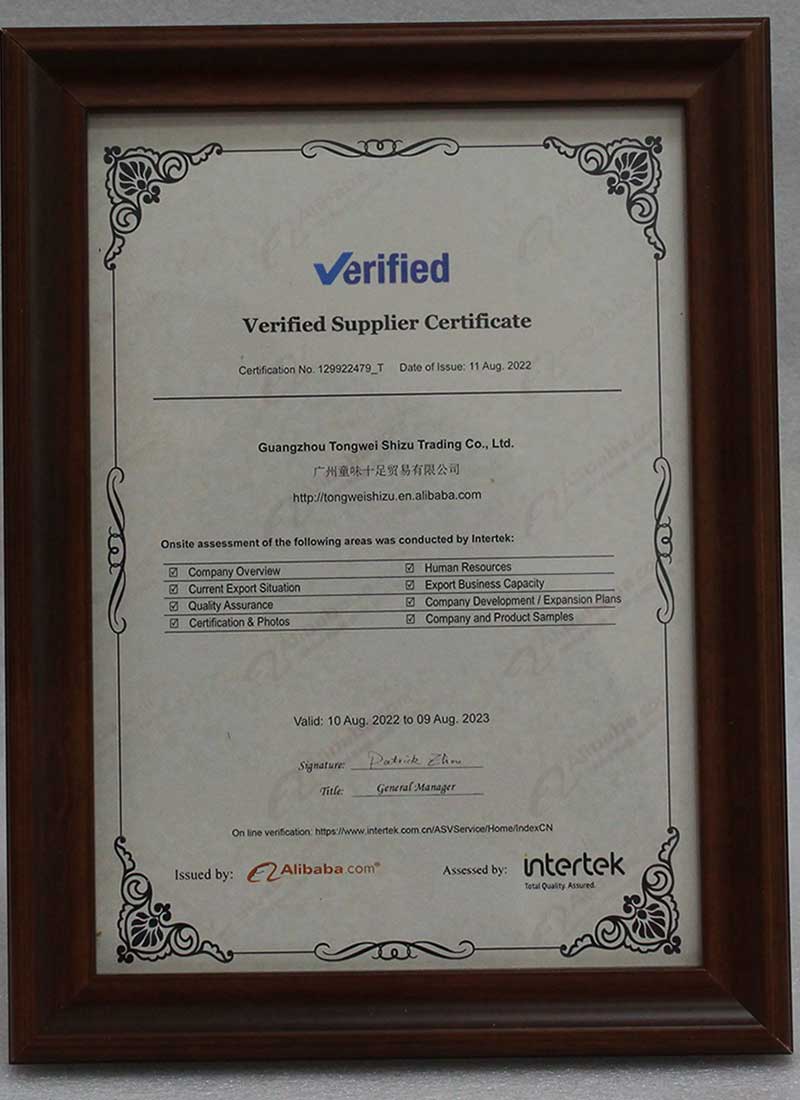 Verified
Verified Supplier Certificate
Certification No. 129922479_T Date of Issue: 11 Aug. 2022
Guangzhou Tongwei Shizu Trading Co., Ltd.
广州童味十足贸易有限公司
http://tongweishizu.en.alibaba.com
Onsite assessment of the following areas was conducted by Intertek:
☑ Company Overview ☑ Human Resources
☑ Current Export Situation ☑ Export Business Capacity
☑ Quality Assurance ☑ Company Development / Expansion Plans
☑ Certification & Photos ☑ Company and Product Samples
Valid: 10 Aug. 2022 to 09 Aug. 2023
Signature: Patrick Zhou
Title: General Manager
On line verification: https://www.intertek.com.cn/ASVService/Home/IndexCN
Issued by: Alibaba.com® Assessed by: intertek
Total Quality. Assured.